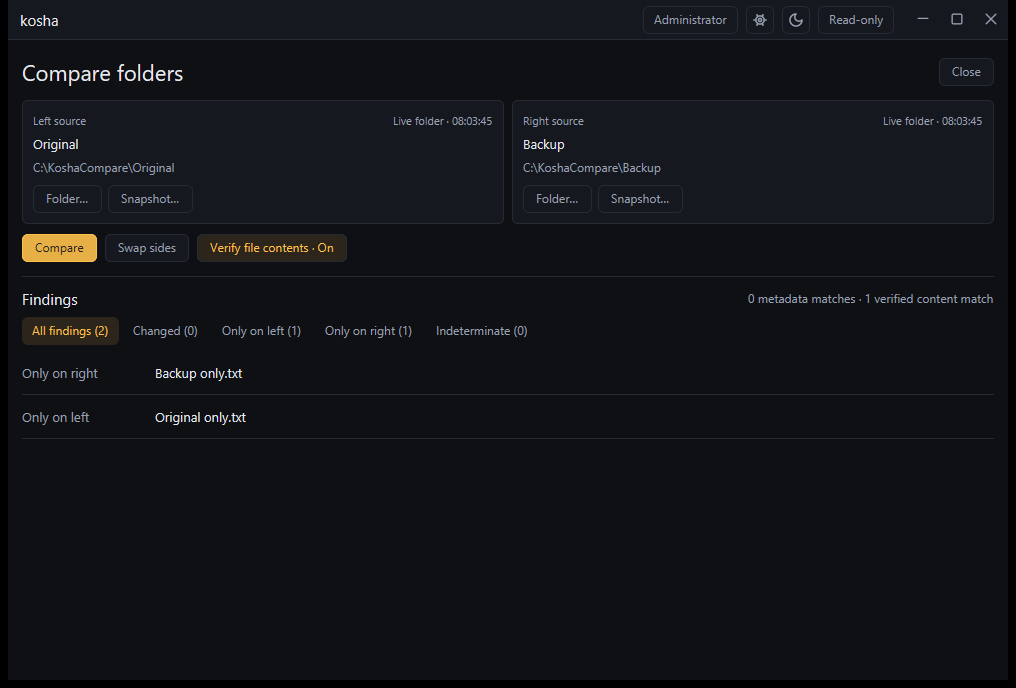 kosha Administrator Read-only
Compare folders Close
Left source Live folder · 08:03:45
Original
C:\KoshaCompare\Original
Folder... Snapshot...
Right source Live folder · 08:03:45
Backup
C:\KoshaCompare\Backup
Folder... Snapshot...
Compare Swap sides Verify file contents · On
Findings 0 metadata matches · 1 verified content match
All findings (2) Changed (0) Only on left (1) Only on right (1) Indeterminate (0)
Only on right Backup only.txt
Only on left Original only.txt